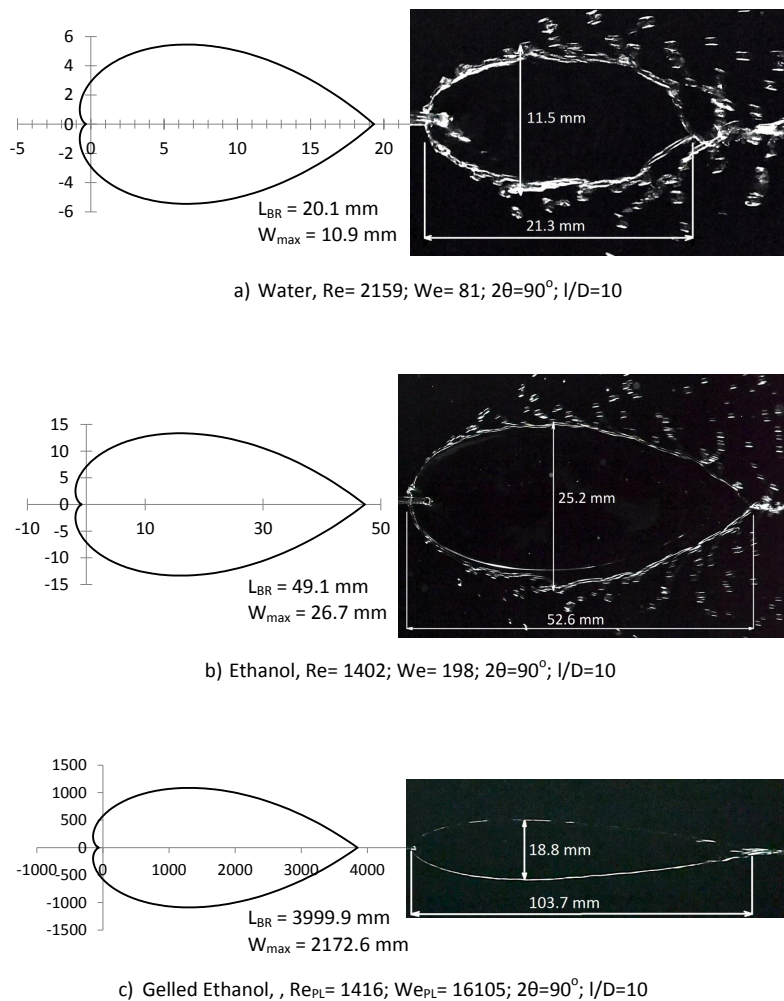 6
4
2
0
-2
-4
-6
-5 0 5 10 15 20
L_BR = 20.1 mm
W_max = 10.9 mm
11.5 mm
21.3 mm
a) Water, Re= 2159; We= 81; 2θ=90°; l/D=10
15
10
5
0
-5
-10
-15
-10 10 30 50
L_BR = 49.1 mm
W_max = 26.7 mm
25.2 mm
52.6 mm
b) Ethanol, Re= 1402; We= 198; 2θ=90°; l/D=10
1500
1000
500
0
-500
-1000
-1500
-1000 0 1000 2000 3000 4000
L_BR = 3999.9 mm
W_max = 2172.6 mm
18.8 mm
103.7 mm
c) Gelled Ethanol, , Re_PL= 1416; We_PL= 16105; 2θ=90°; l/D=10